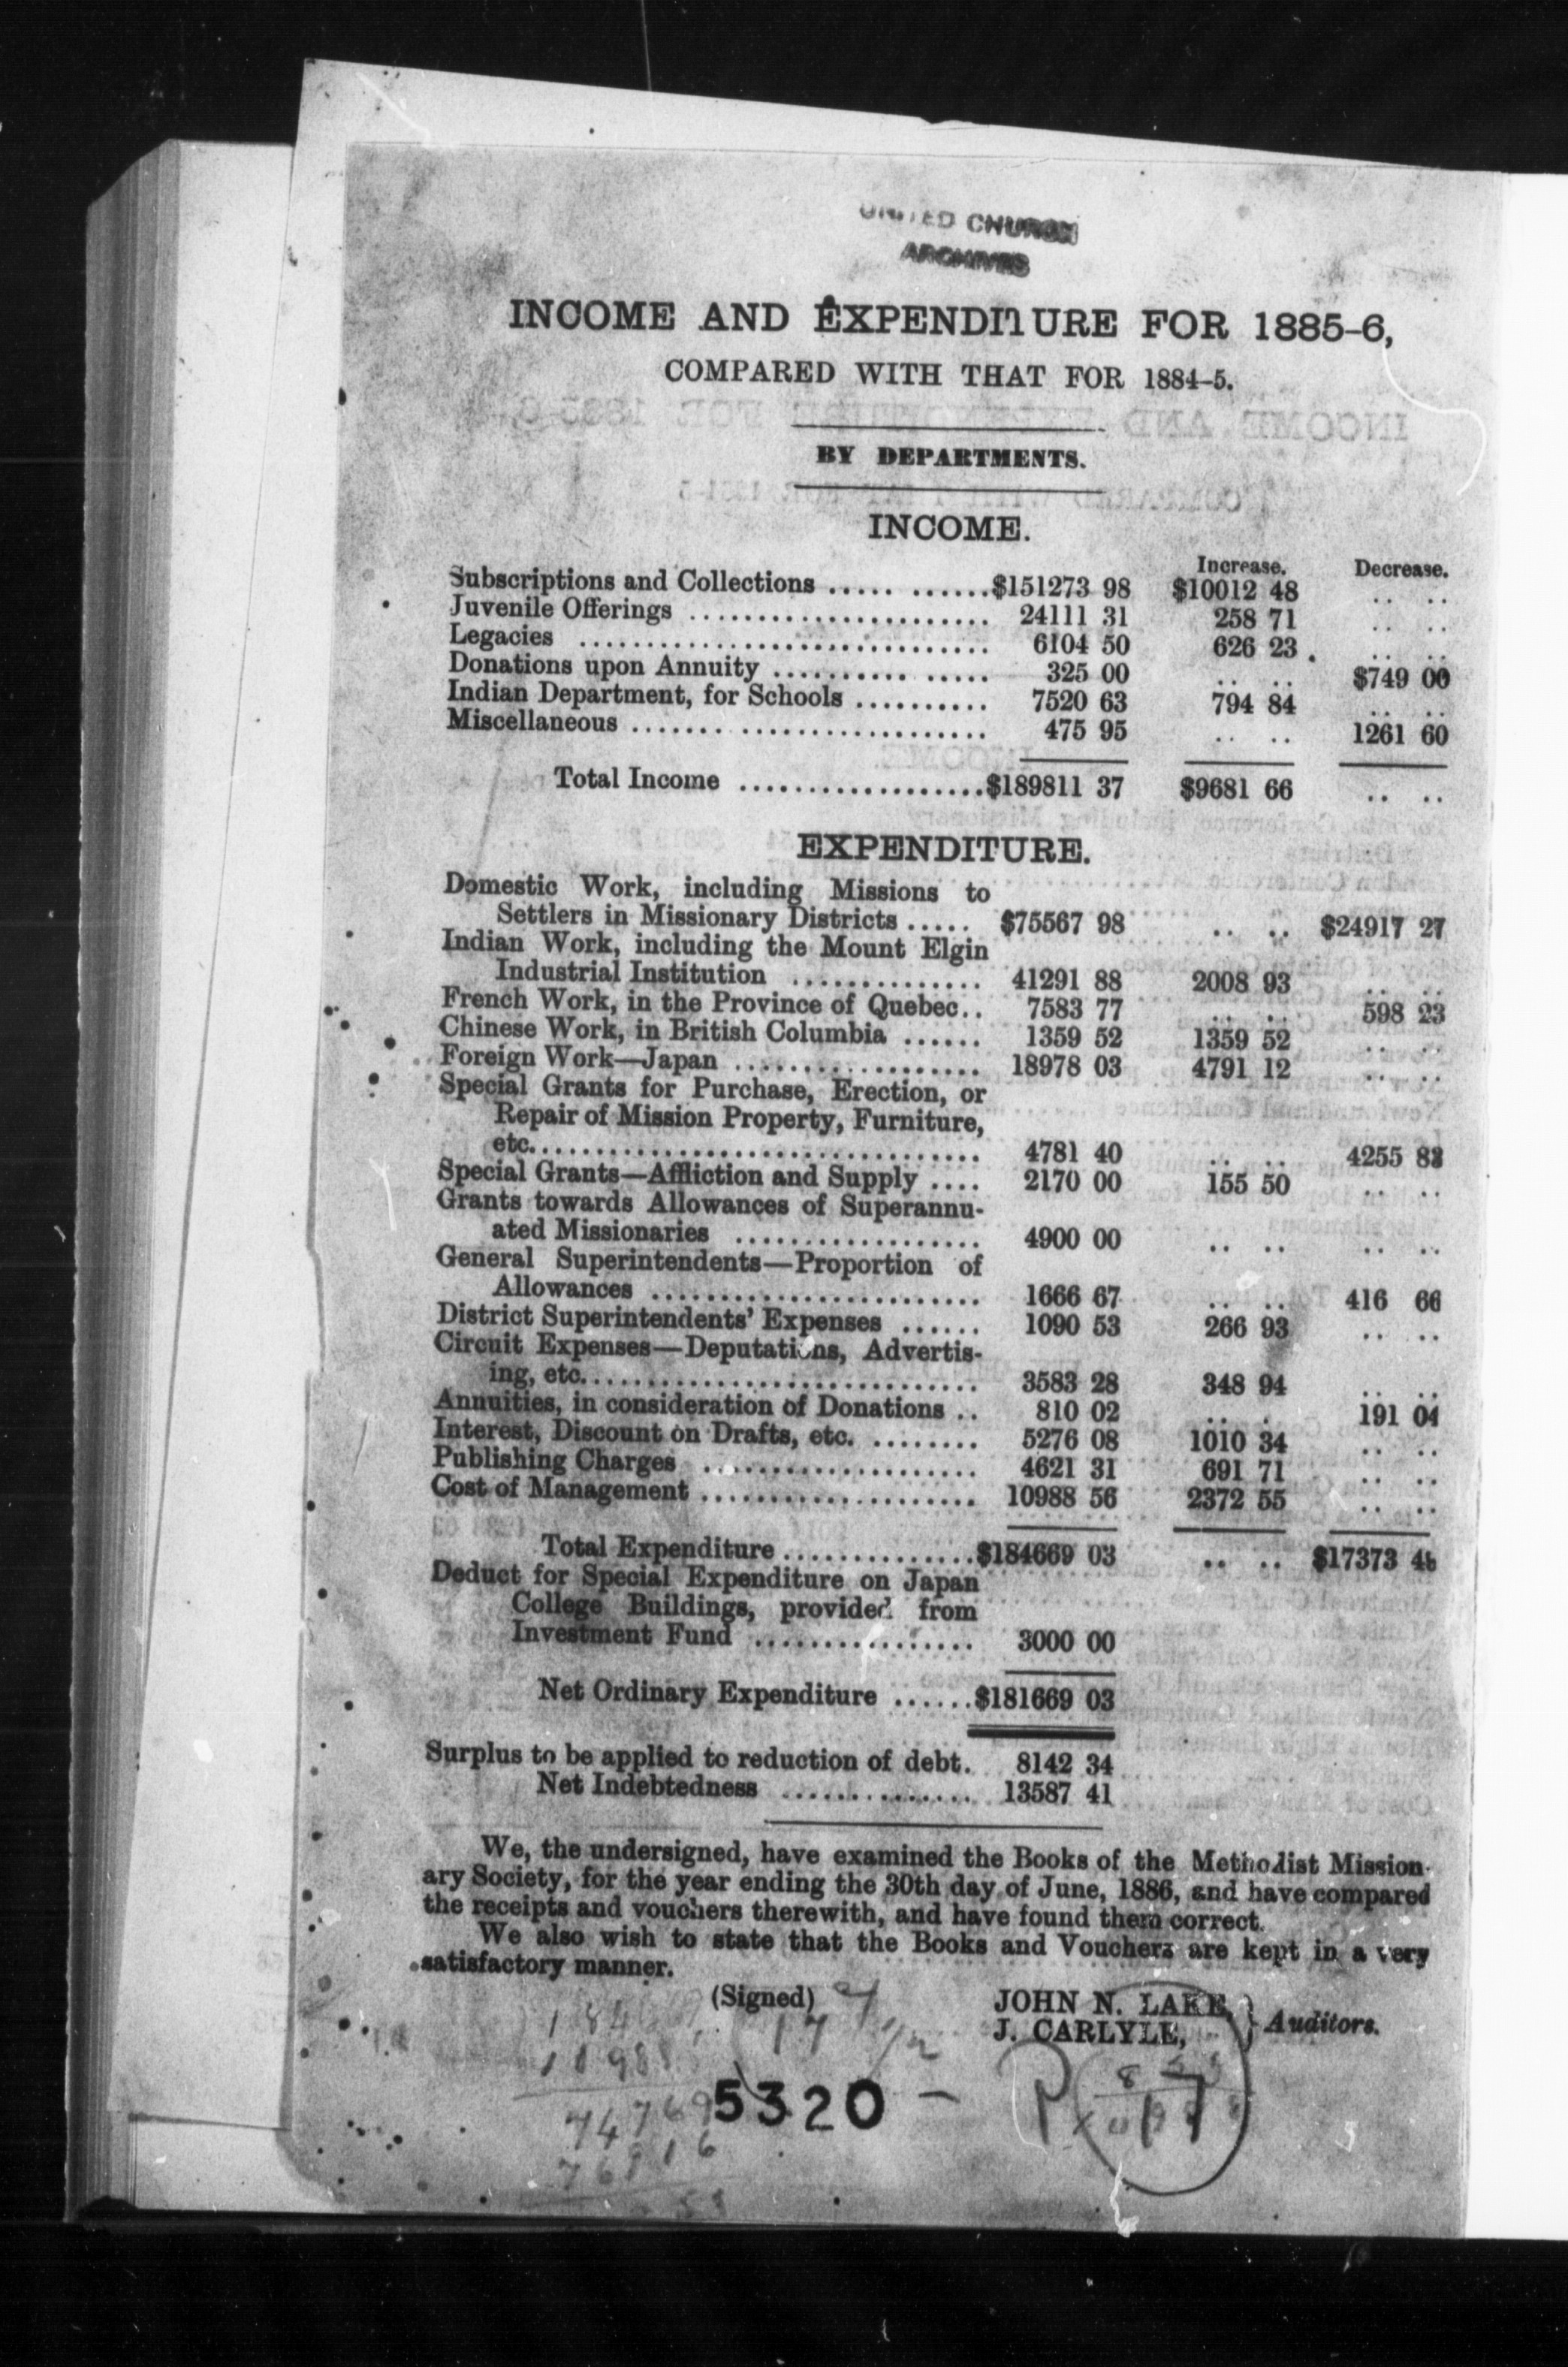 UNITED CHURCH
ARCHIVES
INCOME AND EXPENDITURE FOR 1885-6,
COMPARED WITH THAT FOR 1884-5.
BY DEPARTMENTS.
INCOME.
Increase. Decrease.
Subscriptions and Collections ..... ......$151273 98 $10012 48 .. ..
Juvenile Offerings ...................... 24111 31 258 71 .. ..
Legacies .............................. 6104 50 626 23 .. ..
Donations upon Annuity .......... ..... 325 00 .. .. $749 00
Indian Department, for Schools .......... 7520 63 794 84 .. ..
Miscellaneous .......................... 475 95 .. .. 1261 60
Total Income ..................$189811 37 $9681 66 .. ..
EXPENDITURE.
Domestic Work, including Missions to
Settlers in Missionary Districts ..... $75567 98 .. .. $24917 27
Indian Work, including the Mount Elgin
Industrial Institution .............. 41291 88 2008 93 .. ..
French Work, in the Province of Quebec.. 7583 77 .. .. 598 23
Chinese Work, in British Columbia ...... 1359 52 1359 52 .. ..
Foreign Work—Japan .................. 18978 03 4791 12 .. ..
Special Grants for Purchase, Erection, or
Repair of Mission Property, Furniture,
etc................................. 4781 40 .. .. 4255 83
Special Grants—Affliction and Supply .... 2170 00 155 50 .. ..
Grants towards Allowances of Superannu-
ated Missionaries .................. 4900 00 .. .. .. ..
General Superintendents—Proportion of
Allowances ........................ 1666 67 .. .. 416 66
District Superintendents' Expenses ...... 1090 53 266 93 .. ..
Circuit Expenses—Deputations, Advertis-
ing, etc............................. 3583 28 348 94 .. ..
Annuities, in consideration of Donations .. 810 02 .. . 191 04
Interest, Discount on Drafts, etc. ........ 5276 08 1010 34 .. ..
Publishing Charges .................... 4621 31 691 71 .. ..
Cost of Management .................... 10988 56 2372 55 .. ..
Total Expenditure ..............$184669 03 .. .. $17373
Deduct for Special Expenditure on Japan
College Buildings, provided from
Investment Fund ................ 3000 00
Net Ordinary Expenditure ......$181669 03
Surplus to be applied to reduction of debt. 8142 34
Net Indebtedness .............. 13587 41
We, the undersigned, have examined the Books of the Methodist Mission-
ary Society, for the year ending the 30th day of June, 1886, and have compared
the receipts and vouchers therewith, and have found them correct.
We also wish to state that the Books and Vouchers are kept in a very
satisfactory manner.
(Signed) JOHN N. LAKE, } Auditors.
J. CARLYLE,
17 1/2
5320 – P 17